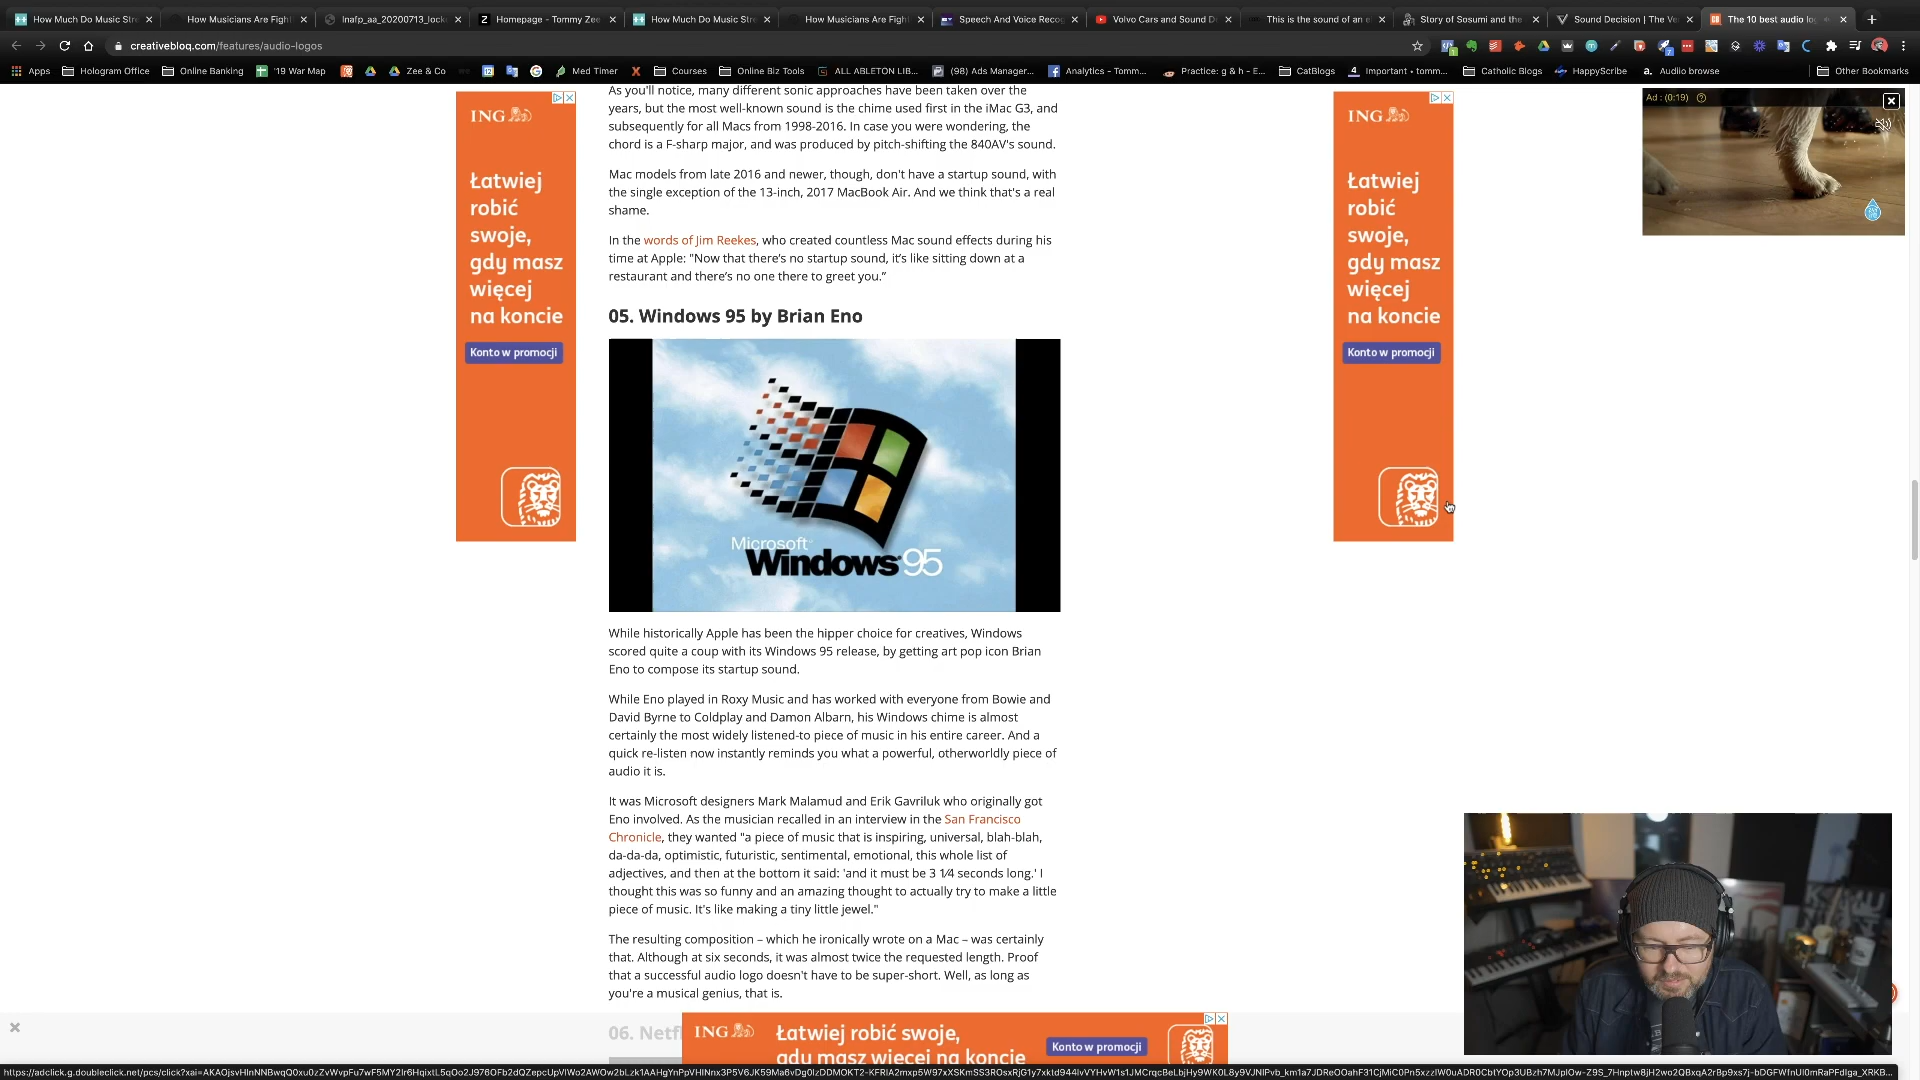 How Much Do Music Stre
How Musicians Are Fighti
lnafp_aa_20200713_locke
Homepage - Tommy Zee
How Much Do Music Stre
How Musicians Are Fight
Speech And Voice Recog
Volvo Cars and Sound D
This is the sound of an el
Story of Sosumi and the
Sound Decision | The Ve
The 10 best audio lo
creativebloq.com/features/audio-logos
Apps
Hologram Office
Online Banking
'19 War Map
Zee & Co
Med Timer
Courses
Online Biz Tools
ALL ABLETON LIB...
(98) Ads Manager...
Analytics - Tomm...
Practice: g & h - E...
CatBlogs
Important • tomm...
Catholic Blogs
HappyScribe
Audiio browse
Other Bookmarks
As you'll notice, many different sonic approaches have been taken over the
years, but the most well-known sound is the chime used first in the iMac G3, and
subsequently for all Macs from 1998-2016. In case you were wondering, the
chord is a F-sharp major, and was produced by pitch-shifting the 840AV's sound.
Mac models from late 2016 and newer, though, don't have a startup sound, with
the single exception of the 13-inch, 2017 MacBook Air. And we think that's a real
shame.
In the words of Jim Reekes, who created countless Mac sound effects during his
time at Apple: "Now that there’s no startup sound, it’s like sitting down at a
restaurant and there’s no one there to greet you.”
05. Windows 95 by Brian Eno
Microsoft
Windows 95
While historically Apple has been the hipper choice for creatives, Windows
scored quite a coup with its Windows 95 release, by getting art pop icon Brian
Eno to compose its startup sound.
While Eno played in Roxy Music and has worked with everyone from Bowie and
David Byrne to Coldplay and Damon Albarn, his Windows chime is almost
certainly the most widely listened-to piece of music in his entire career. And a
quick re-listen now instantly reminds you what a powerful, otherworldly piece of
audio it is.
It was Microsoft designers Mark Malamud and Erik Gavriluk who originally got
Eno involved. As the musician recalled in an interview in the San Francisco
Chronicle, they wanted "a piece of music that is inspiring, universal, blah-blah,
da-da-da, optimistic, futuristic, sentimental, emotional, this whole list of
adjectives, and then at the bottom it said: 'and it must be 3 1⁄4 seconds long.' I
thought this was so funny and an amazing thought to actually try to make a little
piece of music. It's like making a tiny little jewel."
The resulting composition – which he ironically wrote on a Mac – was certainly
that. Although at six seconds, it was almost twice the requested length. Proof
that a successful audio logo doesn't have to be super-short. Well, as long as
you're a musical genius, that is.
06. Netfl
ING
Łatwiej
robić
swoje,
gdy masz
więcej
na koncie
Konto w promocji
ING
Łatwiej
robić
swoje,
gdy masz
więcej
na koncie
Konto w promocji
Ad : (0:19)
ING
Łatwiej robić swoje,
gdy masz więcej na koncie
Konto w promocji